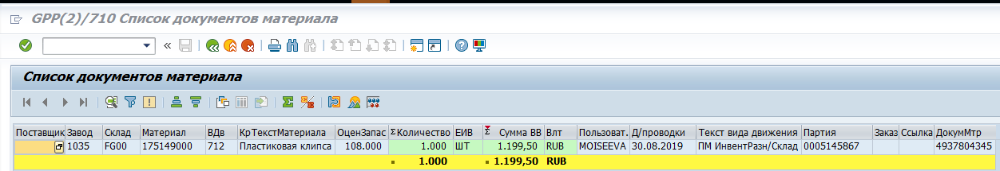 GPP(2)/710 Список документов материала
Список документов материала
Поставщик Завод Склад Материал ВДв КрТекстМатериала ОценЗапас Σ Количество ЕИВ Σ Сумма ВВ Влт Пользоват. Д/проводки Текст вида движения Партия Заказ Ссылка ДокумМтр
1035 FG00 175149000 712 Пластиковая клипса 108.000 1.000 ШТ 1.199,50 RUB MOISEEVA 30.08.2019 ПМ ИнвентРазн/Склад 0005145867 4937804345
1.000 1.199,50 RUB